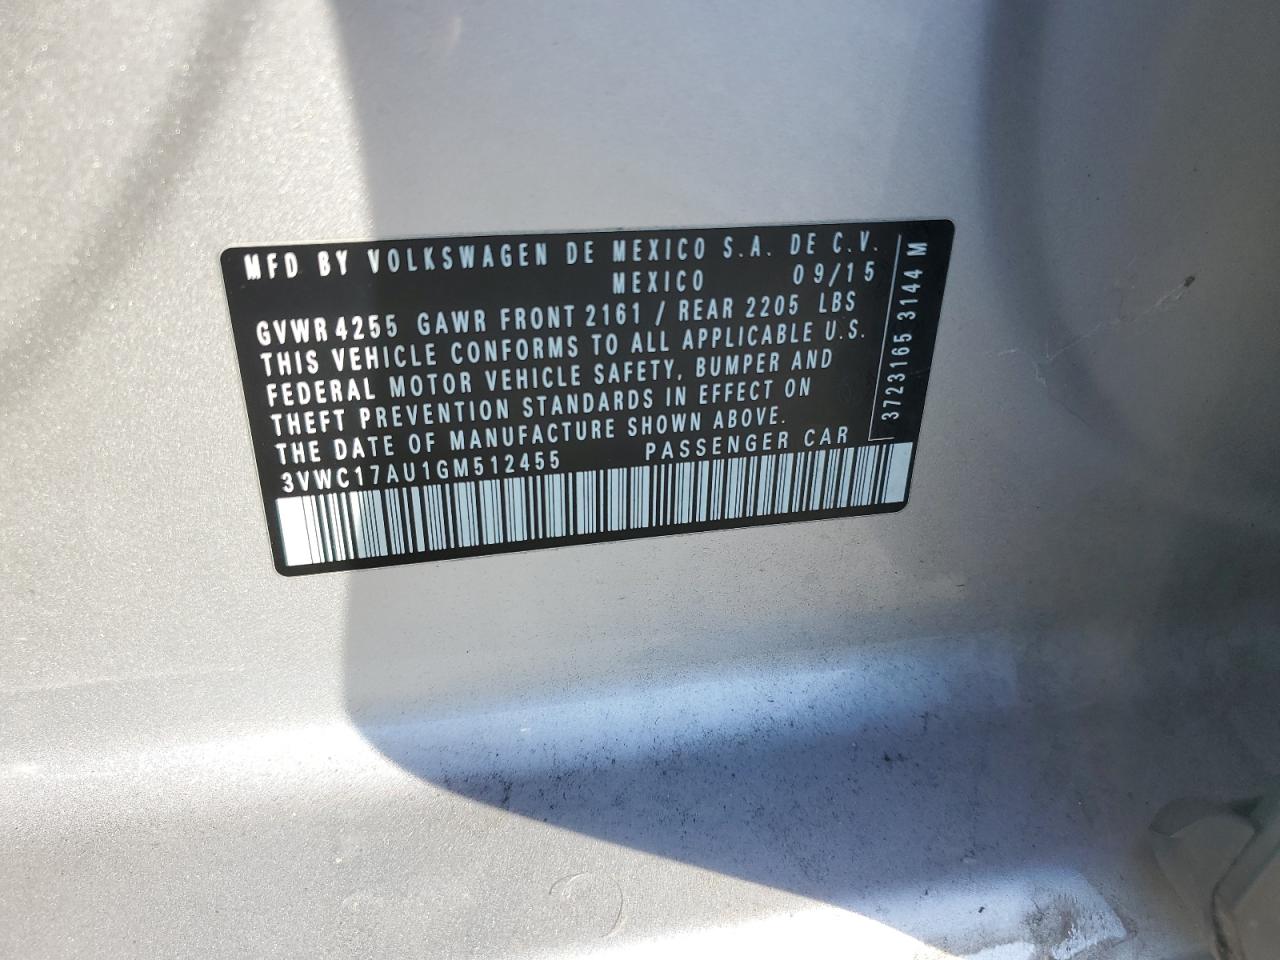 MFD BY VOLKSWAGEN DE MEXICO S.A. DE C.V.
MEXICO 09/15
GVWR 4255 GAWR FRONT 2161 / REAR 2205 LBS
THIS VEHICLE CONFORMS TO ALL APPLICABLE U.S.
FEDERAL MOTOR VEHICLE SAFETY, BUMPER AND
THEFT PREVENTION STANDARDS IN EFFECT ON
THE DATE OF MANUFACTURE SHOWN ABOVE.
3VWC17AU1GM512455 PASSENGER CAR
3723165 3144 M